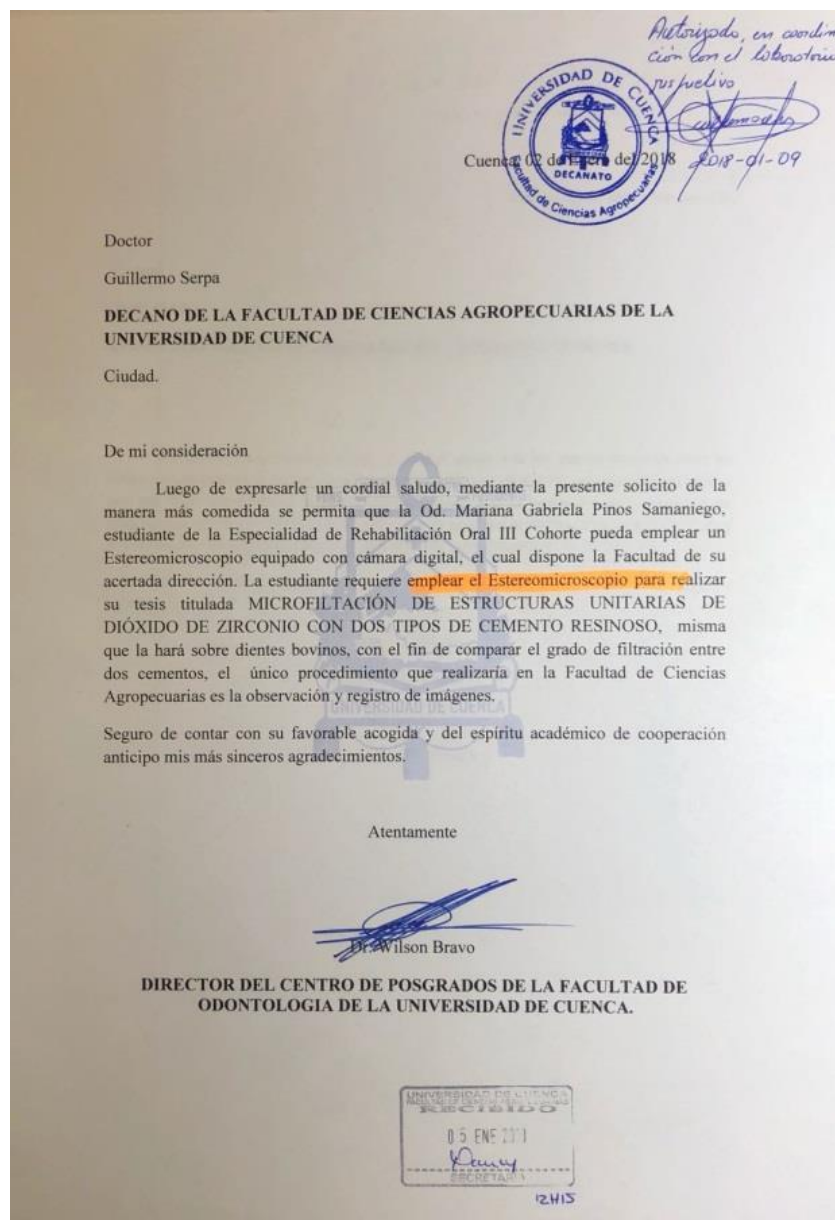 Autorizado, en coordin
ción con el laboratorio
respectivo
2018-01-09
UNIVERSIDAD DE CUENCA
DECANATO
Facultad de Ciencias Agropecuarias
Cuenca, 02 de Enero del 2018
Doctor
Guillermo Serpa
DECANO DE LA FACULTAD DE CIENCIAS AGROPECUARIAS DE LA
UNIVERSIDAD DE CUENCA
Ciudad.
De mi consideración
Luego de expresarle un cordial saludo, mediante la presente solicito de la
manera más comedida se permita que la Od. Mariana Gabriela Pinos Samaniego,
estudiante de la Especialidad de Rehabilitación Oral III Cohorte pueda emplear un
Estereomicroscopio equipado con cámara digital, el cual dispone la Facultad de su
acertada dirección. La estudiante requiere emplear el Estereomicroscopio para realizar
su tesis titulada MICROFILTACIÓN DE ESTRUCTURAS UNITARIAS DE
DIÓXIDO DE ZIRCONIO CON DOS TIPOS DE CEMENTO RESINOSO, misma
que la hará sobre dientes bovinos, con el fin de comparar el grado de filtración entre
dos cementos, el único procedimiento que realizaría en la Facultad de Ciencias
Agropecuarias es la observación y registro de imágenes.
UNIVERSIDAD DE CUENCA
Seguro de contar con su favorable acogida y del espíritu académico de cooperación
anticipo mis más sinceros agradecimientos.
Atentamente
Dr. Wilson Bravo
DIRECTOR DEL CENTRO DE POSGRADOS DE LA FACULTAD DE
ODONTOLOGIA DE LA UNIVERSIDAD DE CUENCA.
UNIVERSIDAD DE CUENCA
RECIBIDO
05 ENE
SECRETARIA
12H15